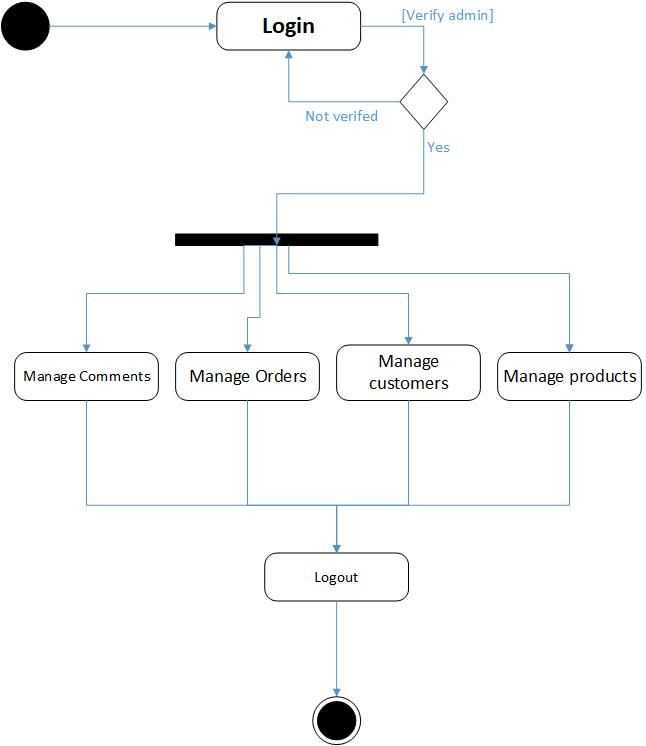 Login
[Verify admin]
Not verifed
Yes
Manage Comments
Manage Orders
Manage
customers
Manage products
Logout